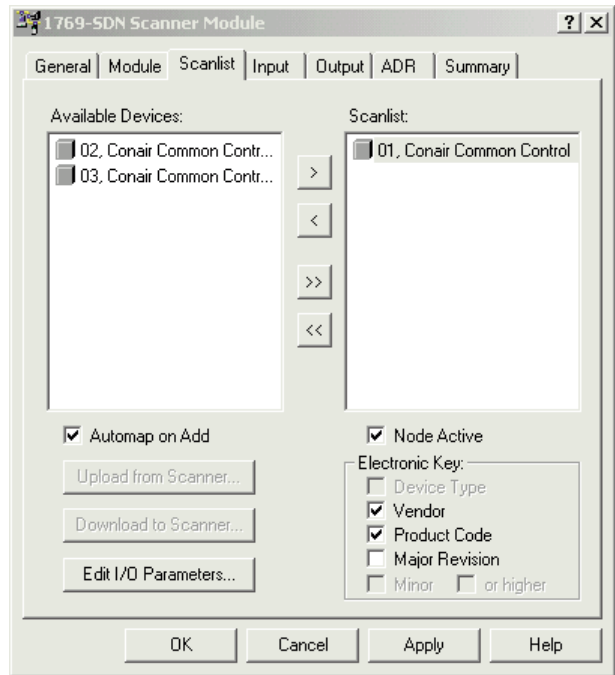 1769-SDN Scanner Module
? ×
General Module Scanlist Input Output ADR Summary
Available Devices:
02, Conair Common Contr...
03, Conair Common Contr...
>
<
>>
<<
Scanlist:
01, Conair Common Control
Automap on Add
Upload from Scanner...
Download to Scanner...
Edit I/O Parameters...
Node Active
Electronic Key:
Device Type
Vendor
Product Code
Major Revision
Minor or higher
OK Cancel Apply Help